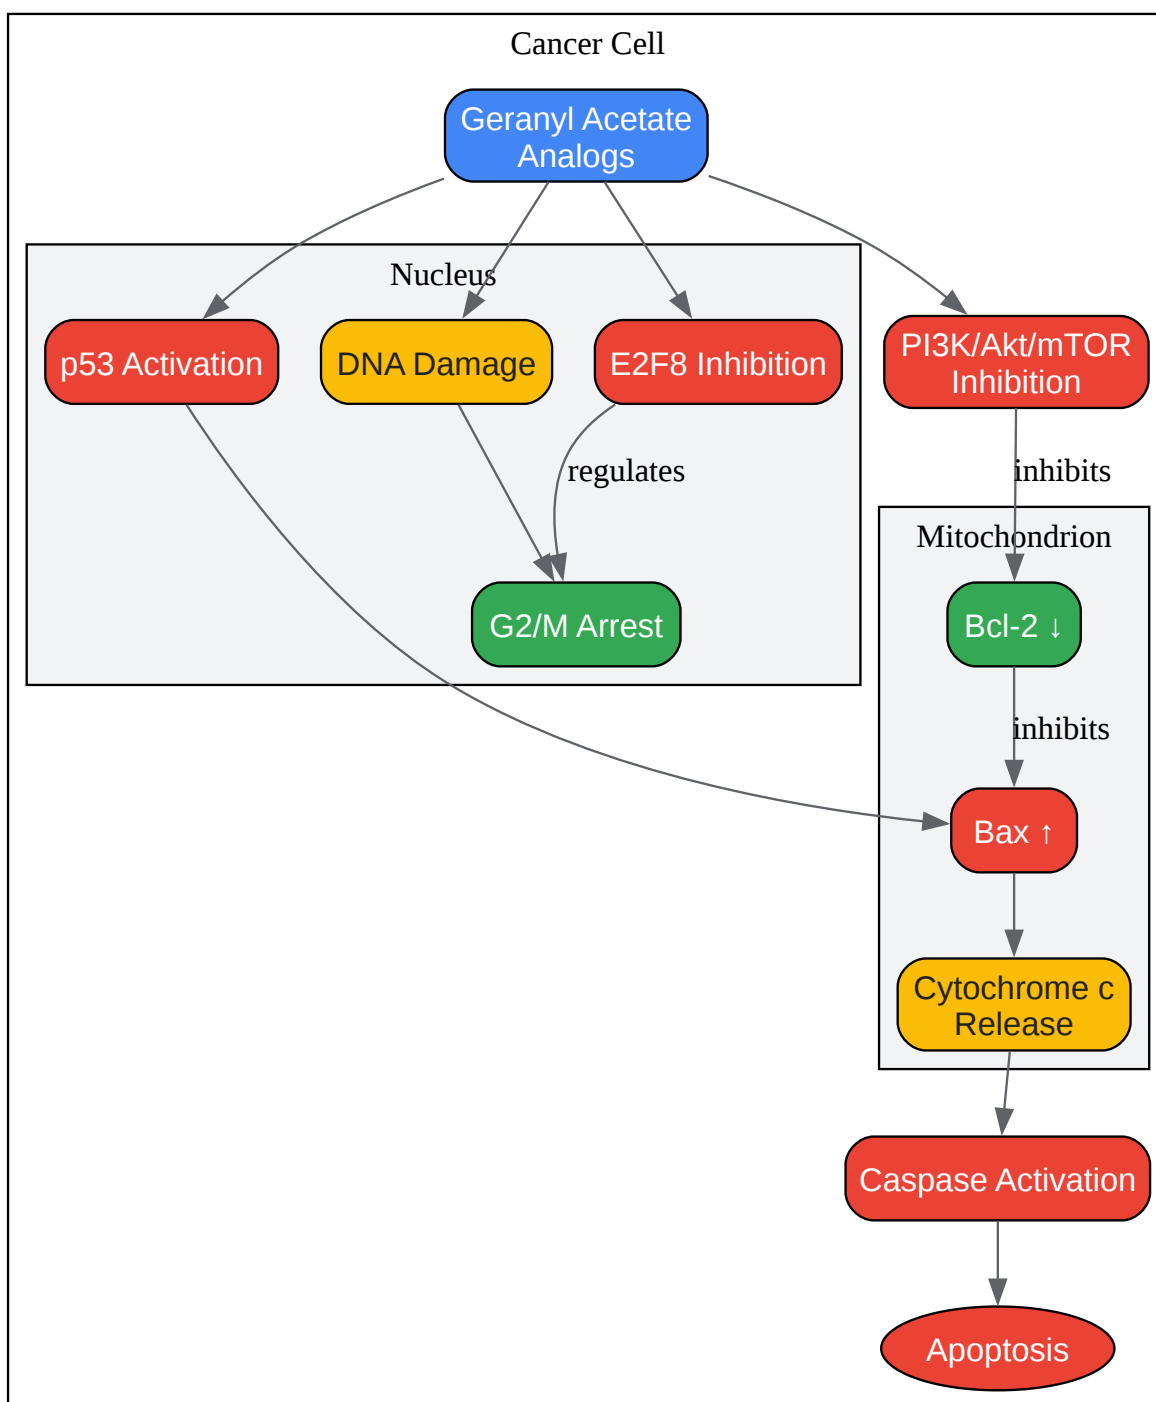 Cancer Cell
Geranyl Acetate
Analogs
Nucleus
p53 Activation
DNA Damage
E2F8 Inhibition
PI3K/Akt/mTOR
Inhibition
regulates
inhibits
Mitochondrion
G2/M Arrest
Bcl-2 ↓
inhibits
Bax ↑
Cytochrome c
Release
Caspase Activation
Apoptosis